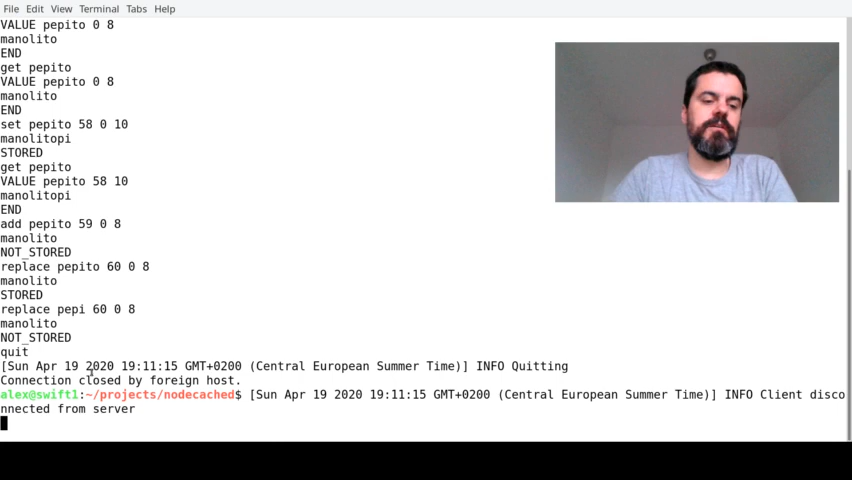 File Edit View Terminal Tabs Help
VALUE pepito 0 8
manolito
END
get pepito
VALUE pepito 0 8
manolito
END
set pepito 58 0 10
manolitopi
STORED
get pepito
VALUE pepito 58 10
manolitopi
END
add pepito 59 0 8
manolito
NOT_STORED
replace pepito 60 0 8
manolito
STORED
replace pepi 60 0 8
manolito
NOT_STORED
quit
[Sun Apr 19 2020 19:11:15 GMT+0200 (Central European Summer Time)] INFO Quitting
Connection closed by foreign host.
alex@swift1:~/projects/nodecached$ [Sun Apr 19 2020 19:11:15 GMT+0200 (Central European Summer Time)] INFO Client disco
nnected from server